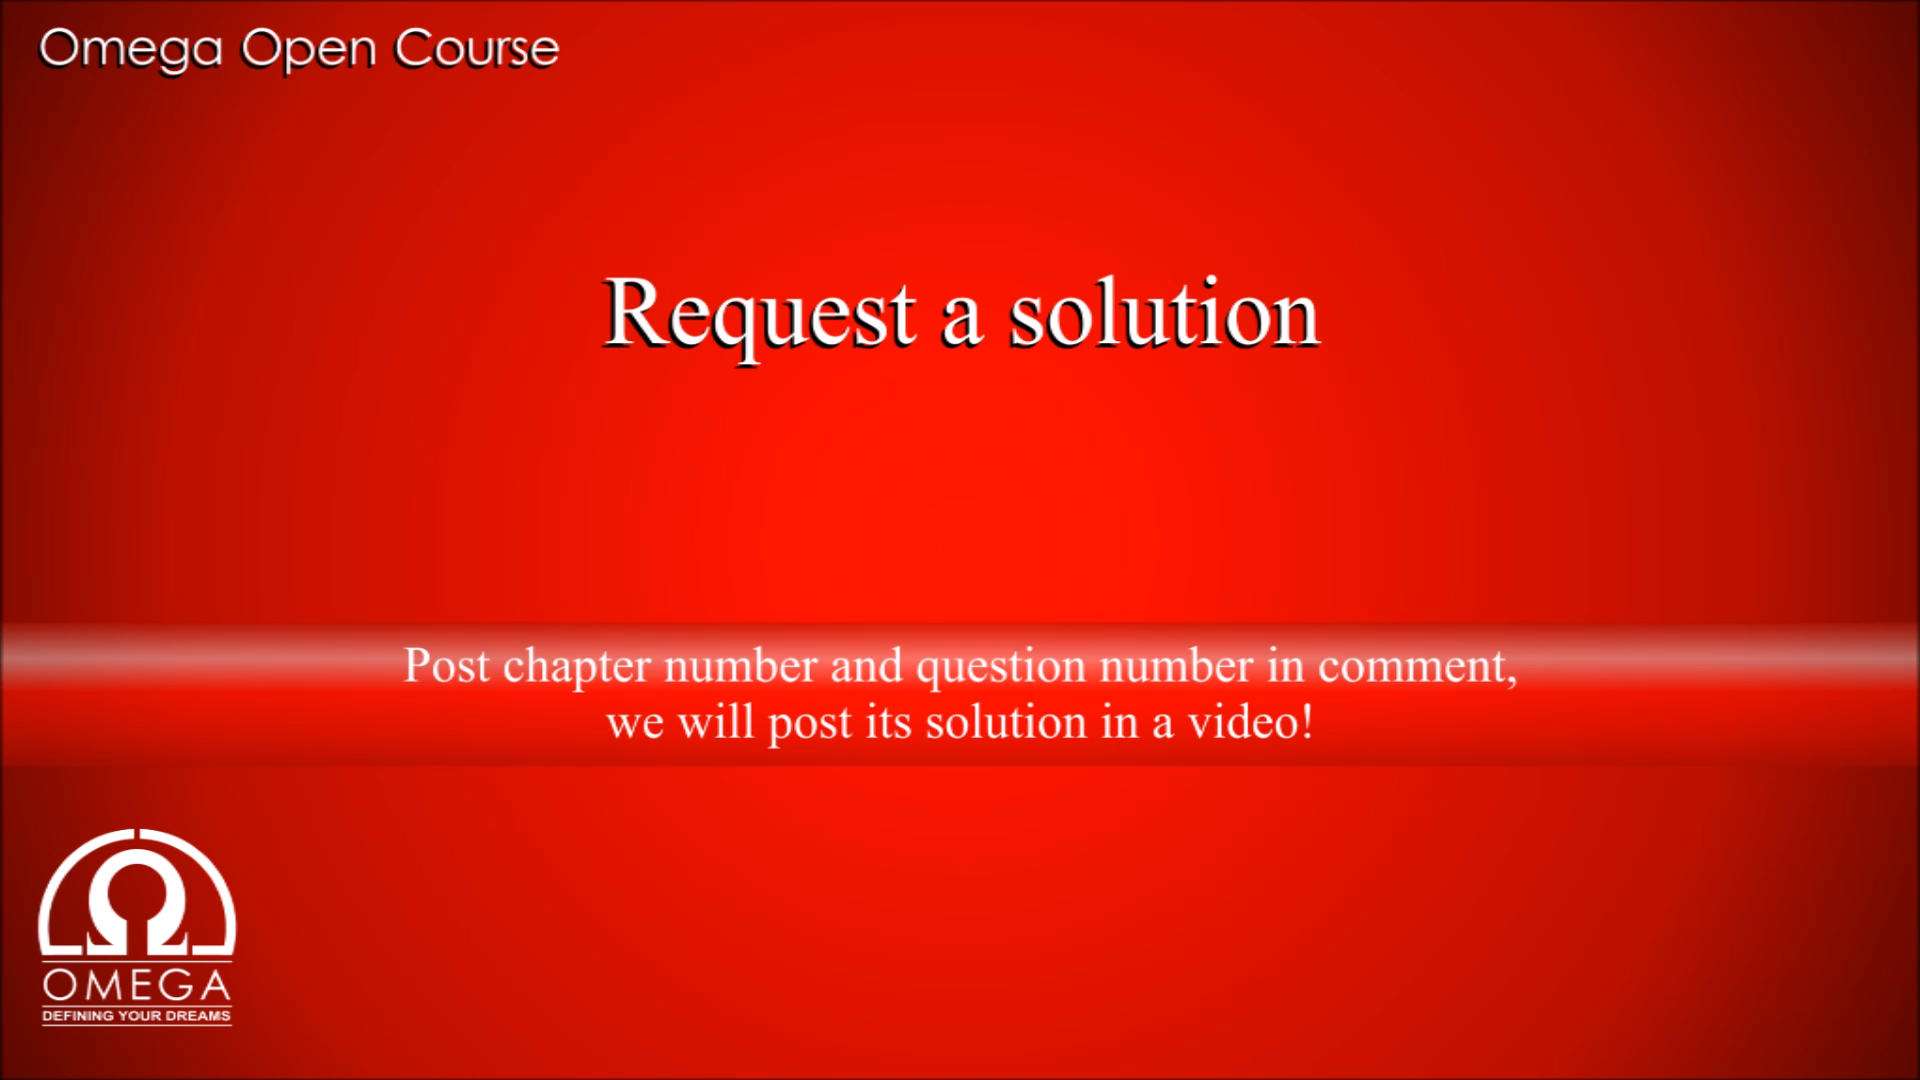 Omega Open Course
Request a solution
Post chapter number and question number in comment,
we will post its solution in a video!
OMEGA
DEFINING YOUR DREAMS